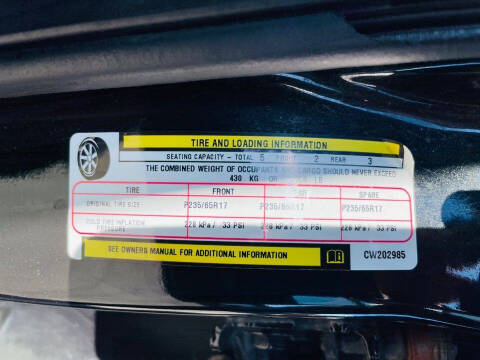 TIRE AND LOADING INFORMATION
SEATING CAPACITY - TOTAL 5 FRONT 2 REAR 3
THE COMBINED WEIGHT OF OCCUPANTS AND CARGO SHOULD NEVER EXCEED
430 KG OR LB
TIRE FRONT REAR SPARE
ORIGINAL TIRE SIZE P235/65R17 P235/65R17 P235/65R17
COLD TIRE INFLATION PRESSURE 228 kPa / 33 PSI 228 kPa / 33 PSI 228 kPa / 33 PSI
SEE OWNERS MANUAL FOR ADDITIONAL INFORMATION CW202985